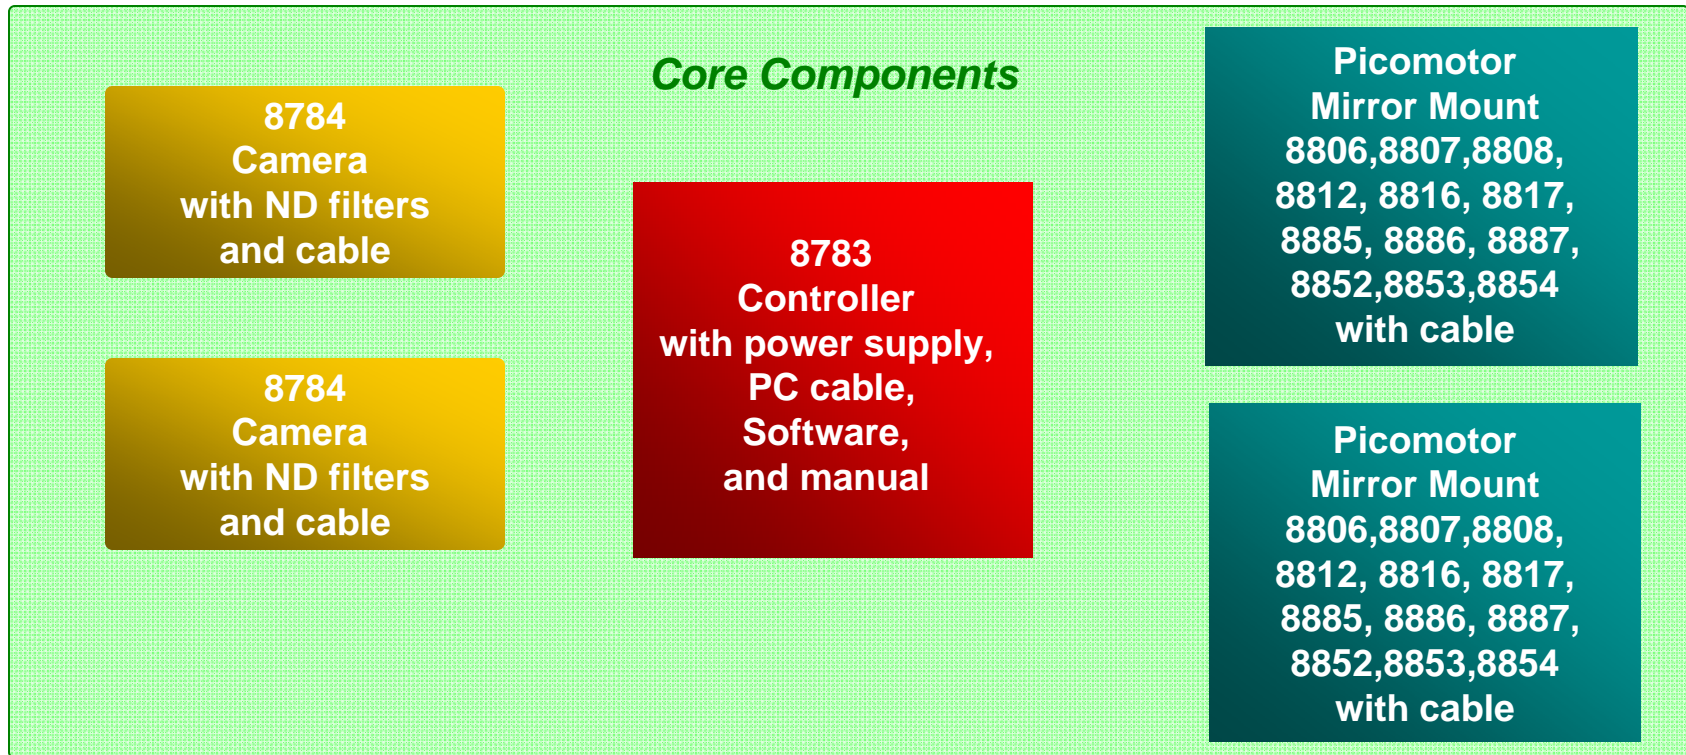 Core Components
8784
Camera
with ND filters
and cable
8784
Camera
with ND filters
and cable
8783
Controller
with power supply,
PC cable,
Software,
and manual
Picomotor
Mirror Mount
8806,8807,8808,
8812, 8816, 8817,
8885, 8886, 8887,
8852,8853,8854
with cable
Picomotor
Mirror Mount
8806,8807,8808,
8812, 8816, 8817,
8885, 8886, 8887,
8852,8853,8854
with cable